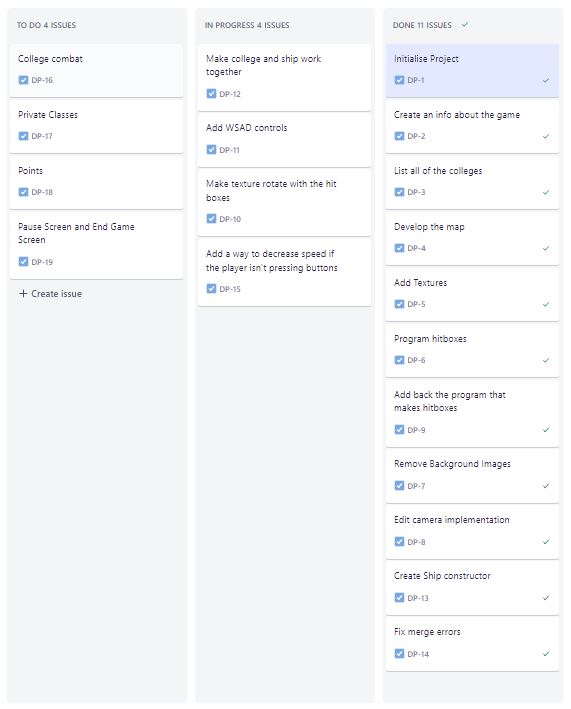 TO DO 4 ISSUES
College combat
DP-16
Private Classes
DP-17
Points
DP-18
Pause Screen and End Game
Screen
DP-19
+ Create issue
IN PROGRESS 4 ISSUES
Make college and ship work
together
DP-12
Add WSAD controls
DP-11
Make texture rotate with the hit
boxes
DP-10
Add a way to decrease speed if
the player isn't pressing buttons
DP-15
DONE 11 ISSUES
Initialise Project
DP-1
Create an info about the game
DP-2
List all of the colleges
DP-3
Develop the map
DP-4
Add Textures
DP-5
Program hitboxes
DP-6
Add back the program that
makes hitboxes
DP-9
Remove Background Images
DP-7
Edit camera implementation
DP-8
Create Ship constructor
DP-13
Fix merge errors
DP-14